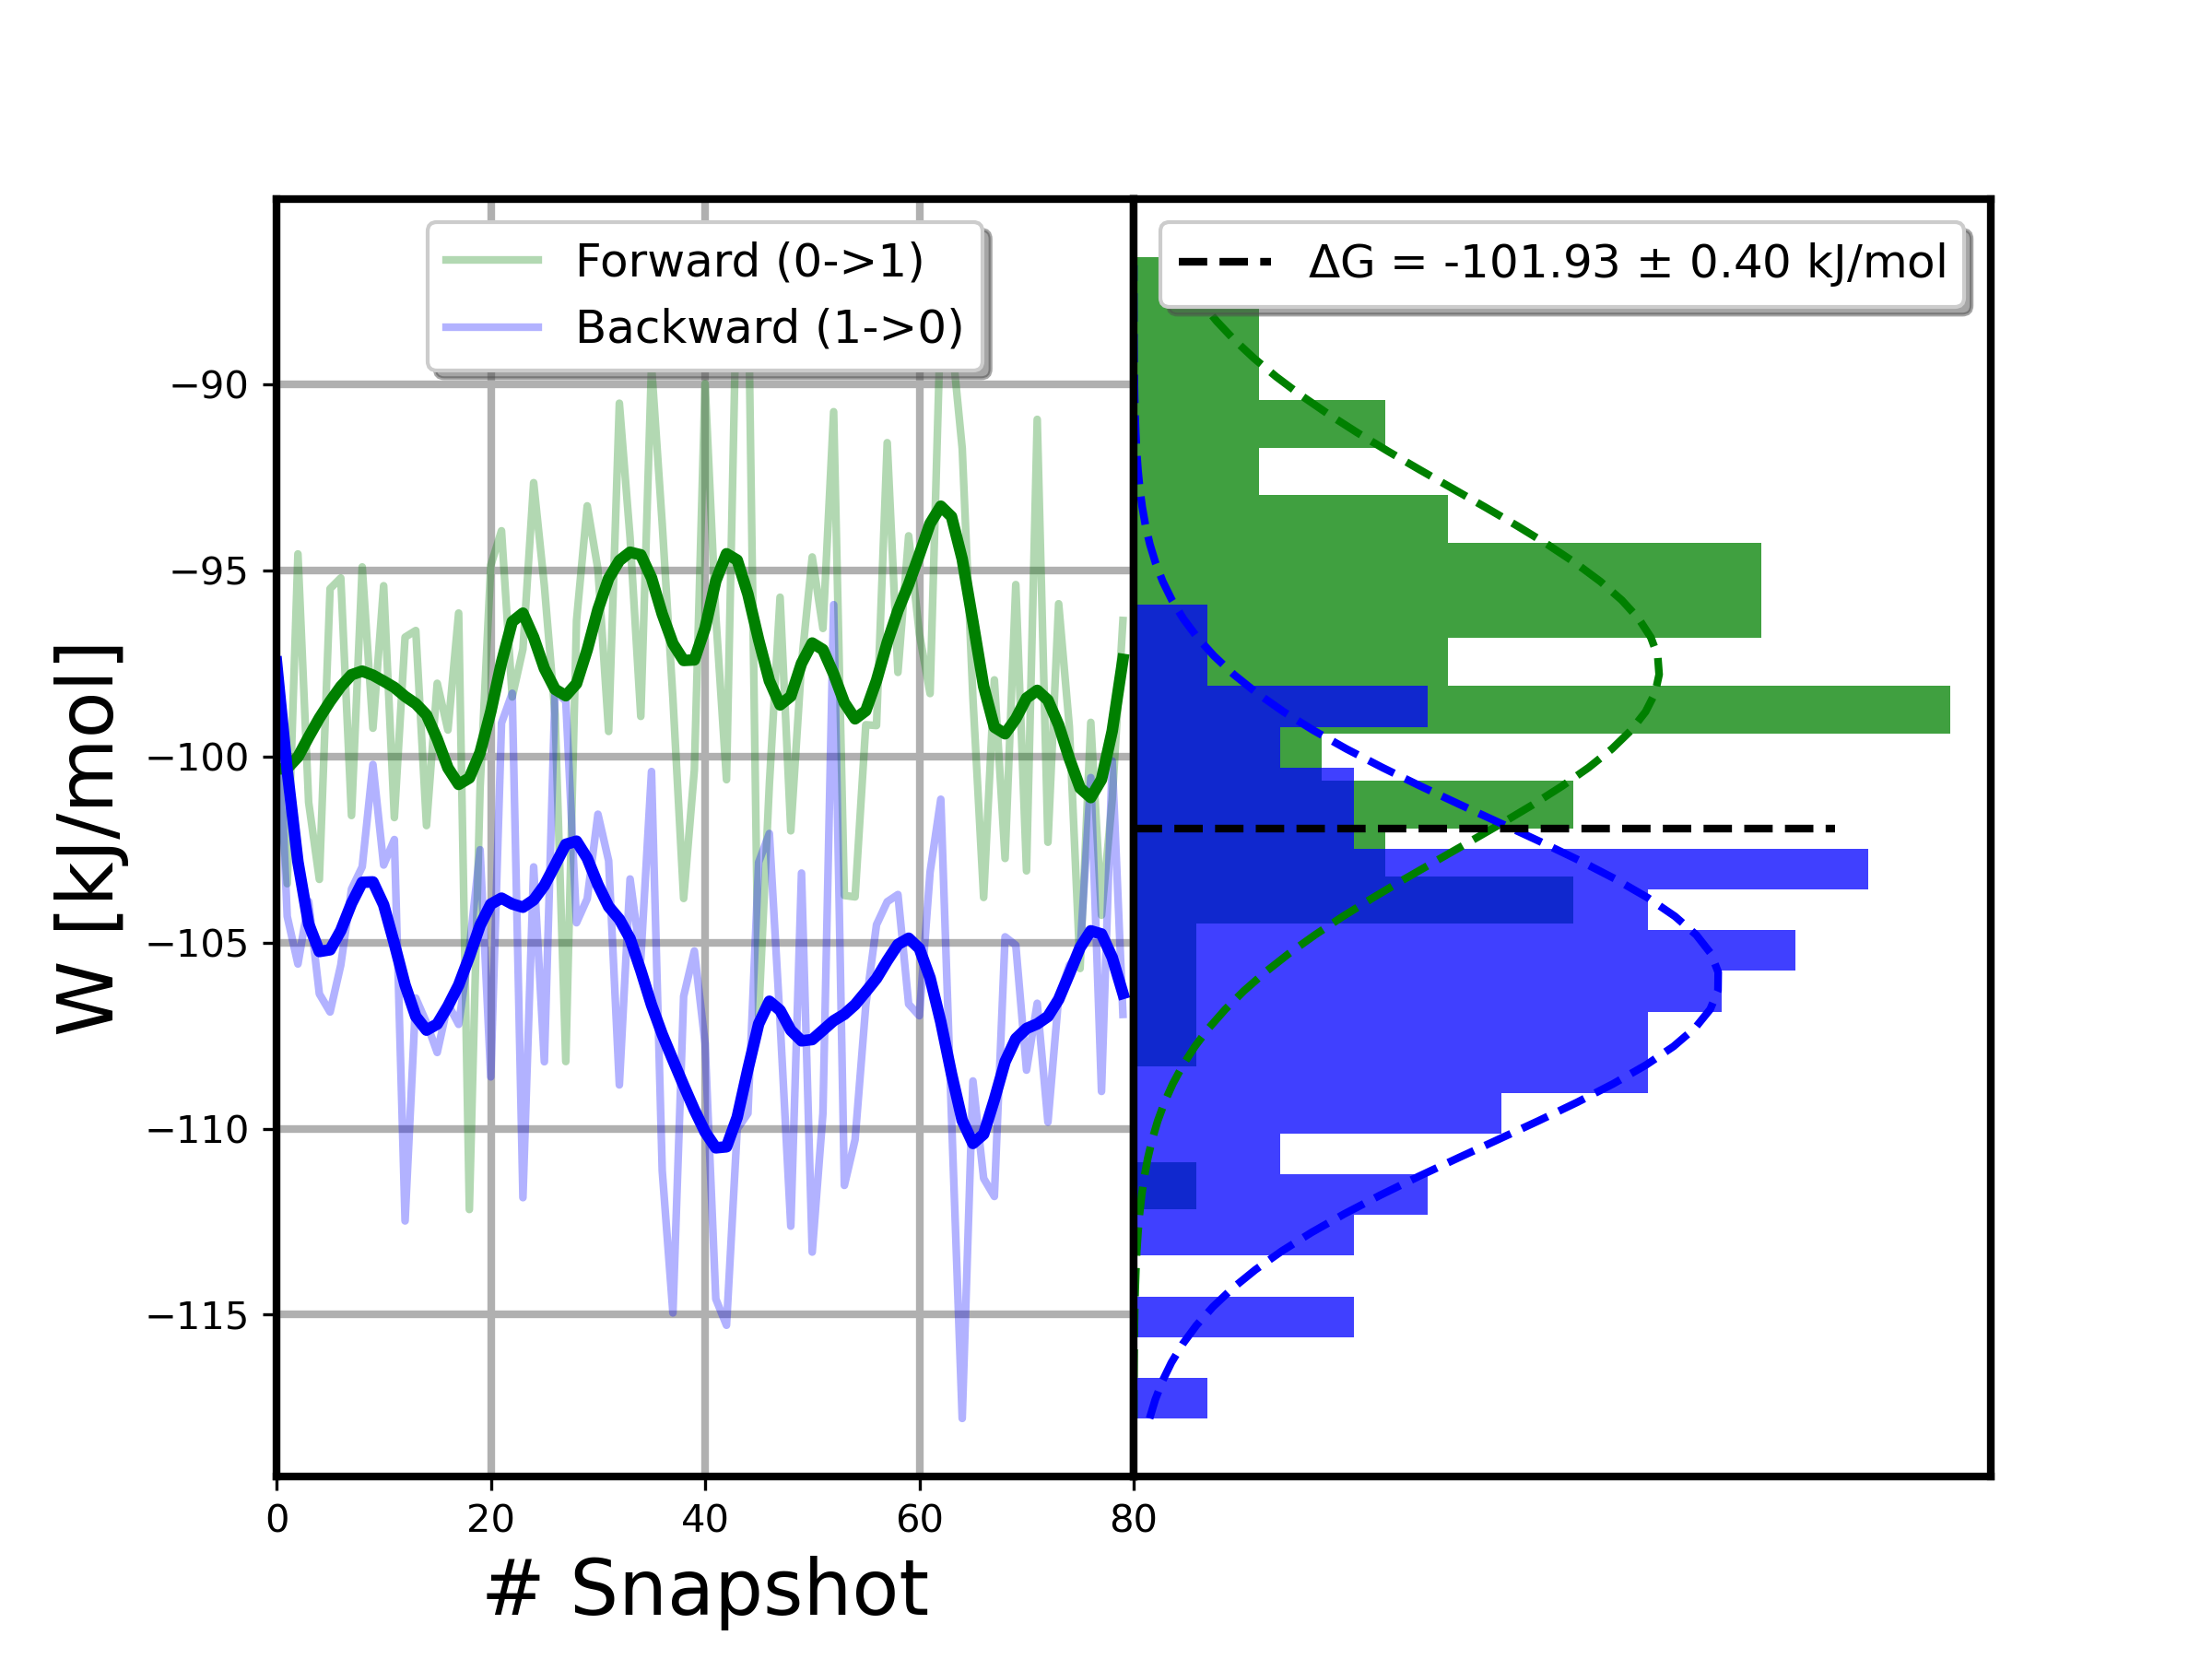 Forward (0->1)
Backward (1->0)
ΔG = -101.93 ± 0.40 kJ/mol
W [kJ/mol]
−90
−95
−100
−105
−110
−115
0 20 40 60 80
# Snapshot